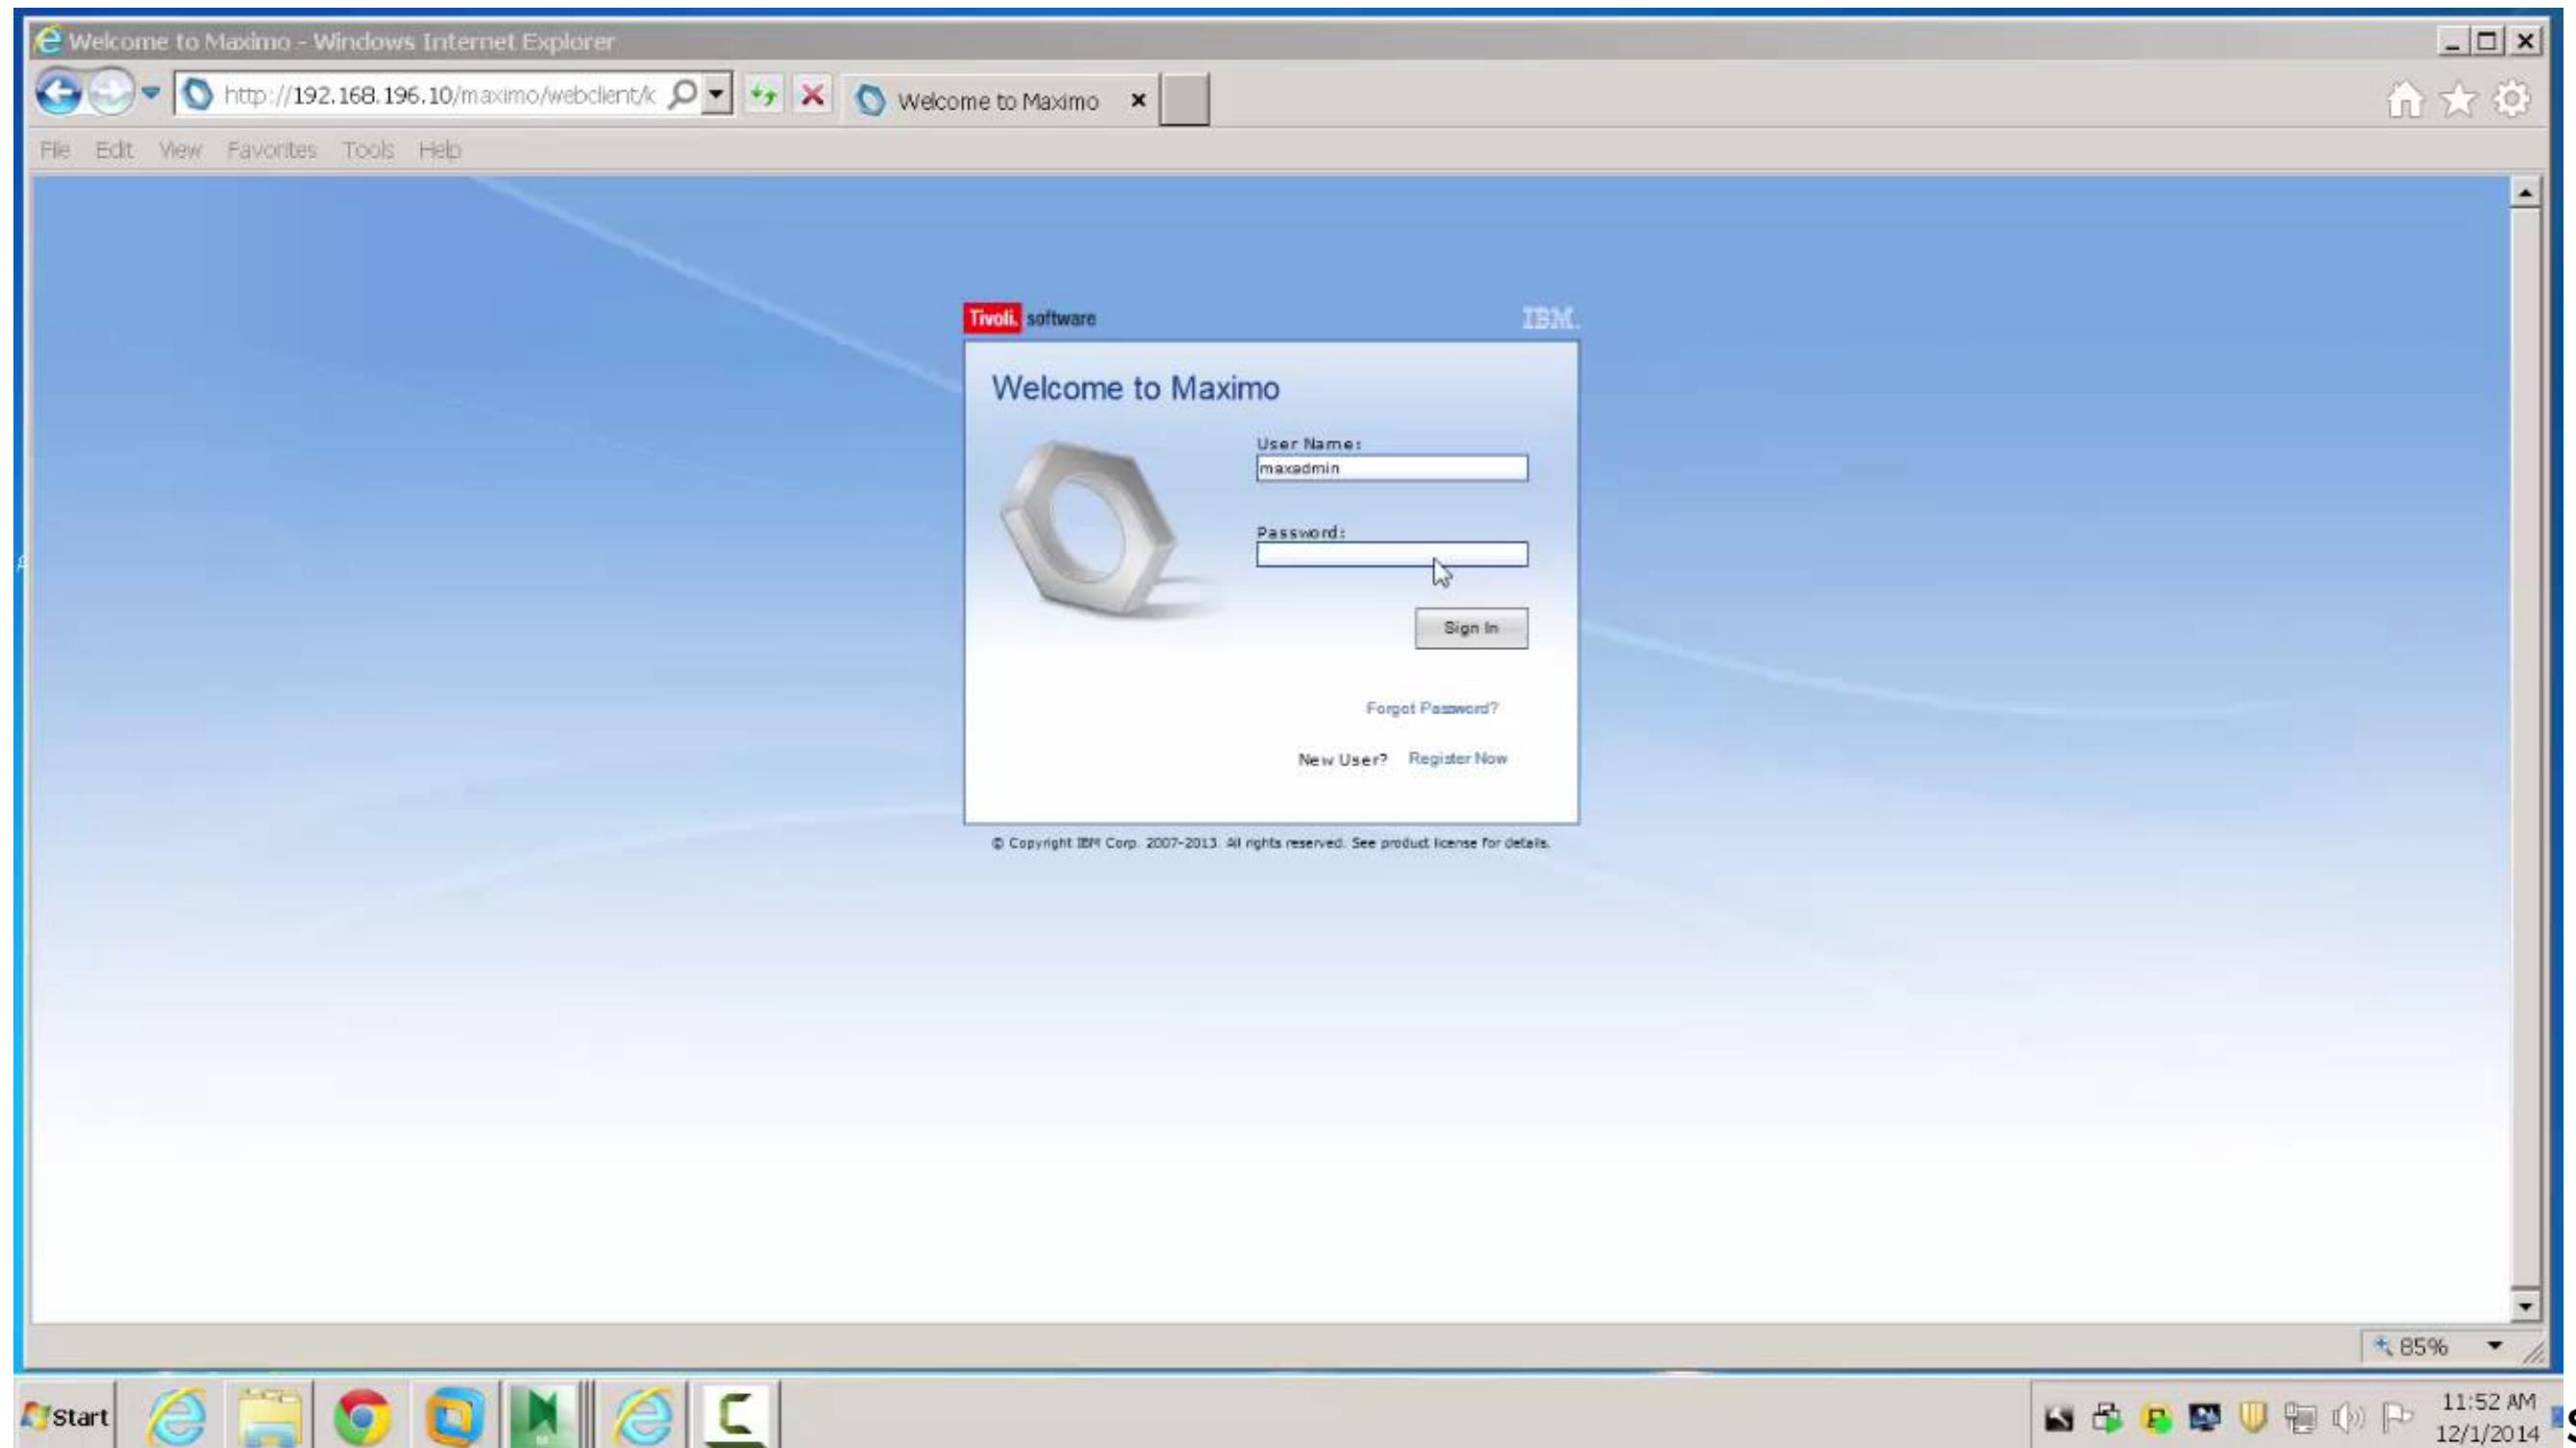 Welcome to Maximo - Windows Internet Explorer
http://192.168.196.10/maximo/webclient/k
Welcome to Maximo
File Edit View Favorites Tools Help
Tivoli. software IBM.
Welcome to Maximo
User Name:
maxadmin
Password:
Sign In
Forgot Password?
New User? Register Now
© Copyright IBM Corp. 2007-2013. All rights reserved. See product license for details.
85%
Start
11:52 AM
12/1/2014